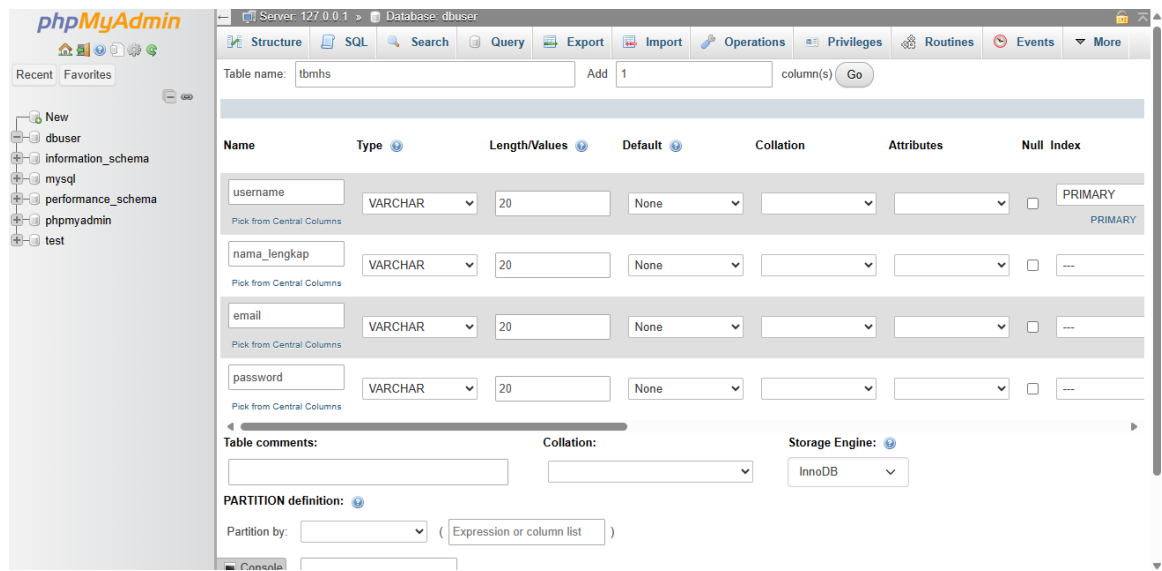 phpMyAdmin
Recent Favorites
New
dbuser
information_schema
mysql
performance_schema
phpmyadmin
test
Server: 127.0.0.1 » Database: dbuser
Structure SQL Search Query Export Import Operations Privileges Routines Events More
Table name: tbmhs Add 1 column(s) Go
Name Type Length/Values Default Collation Attributes Null Index
username VARCHAR 20 None PRIMARY
Pick from Central Columns PRIMARY
nama_lengkap VARCHAR 20 None ---
Pick from Central Columns
email VARCHAR 20 None ---
Pick from Central Columns
password VARCHAR 20 None ---
Pick from Central Columns
Table comments: Collation: Storage Engine:
InnoDB
PARTITION definition:
Partition by: ( Expression or column list )
Console